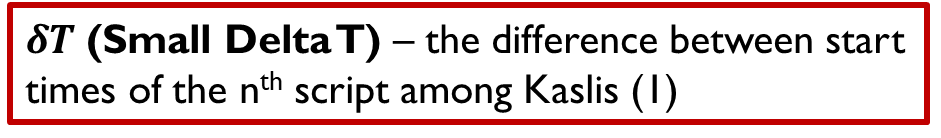 δT (Small Delta T) – the difference between start
times of the nth script among Kaslis (1)